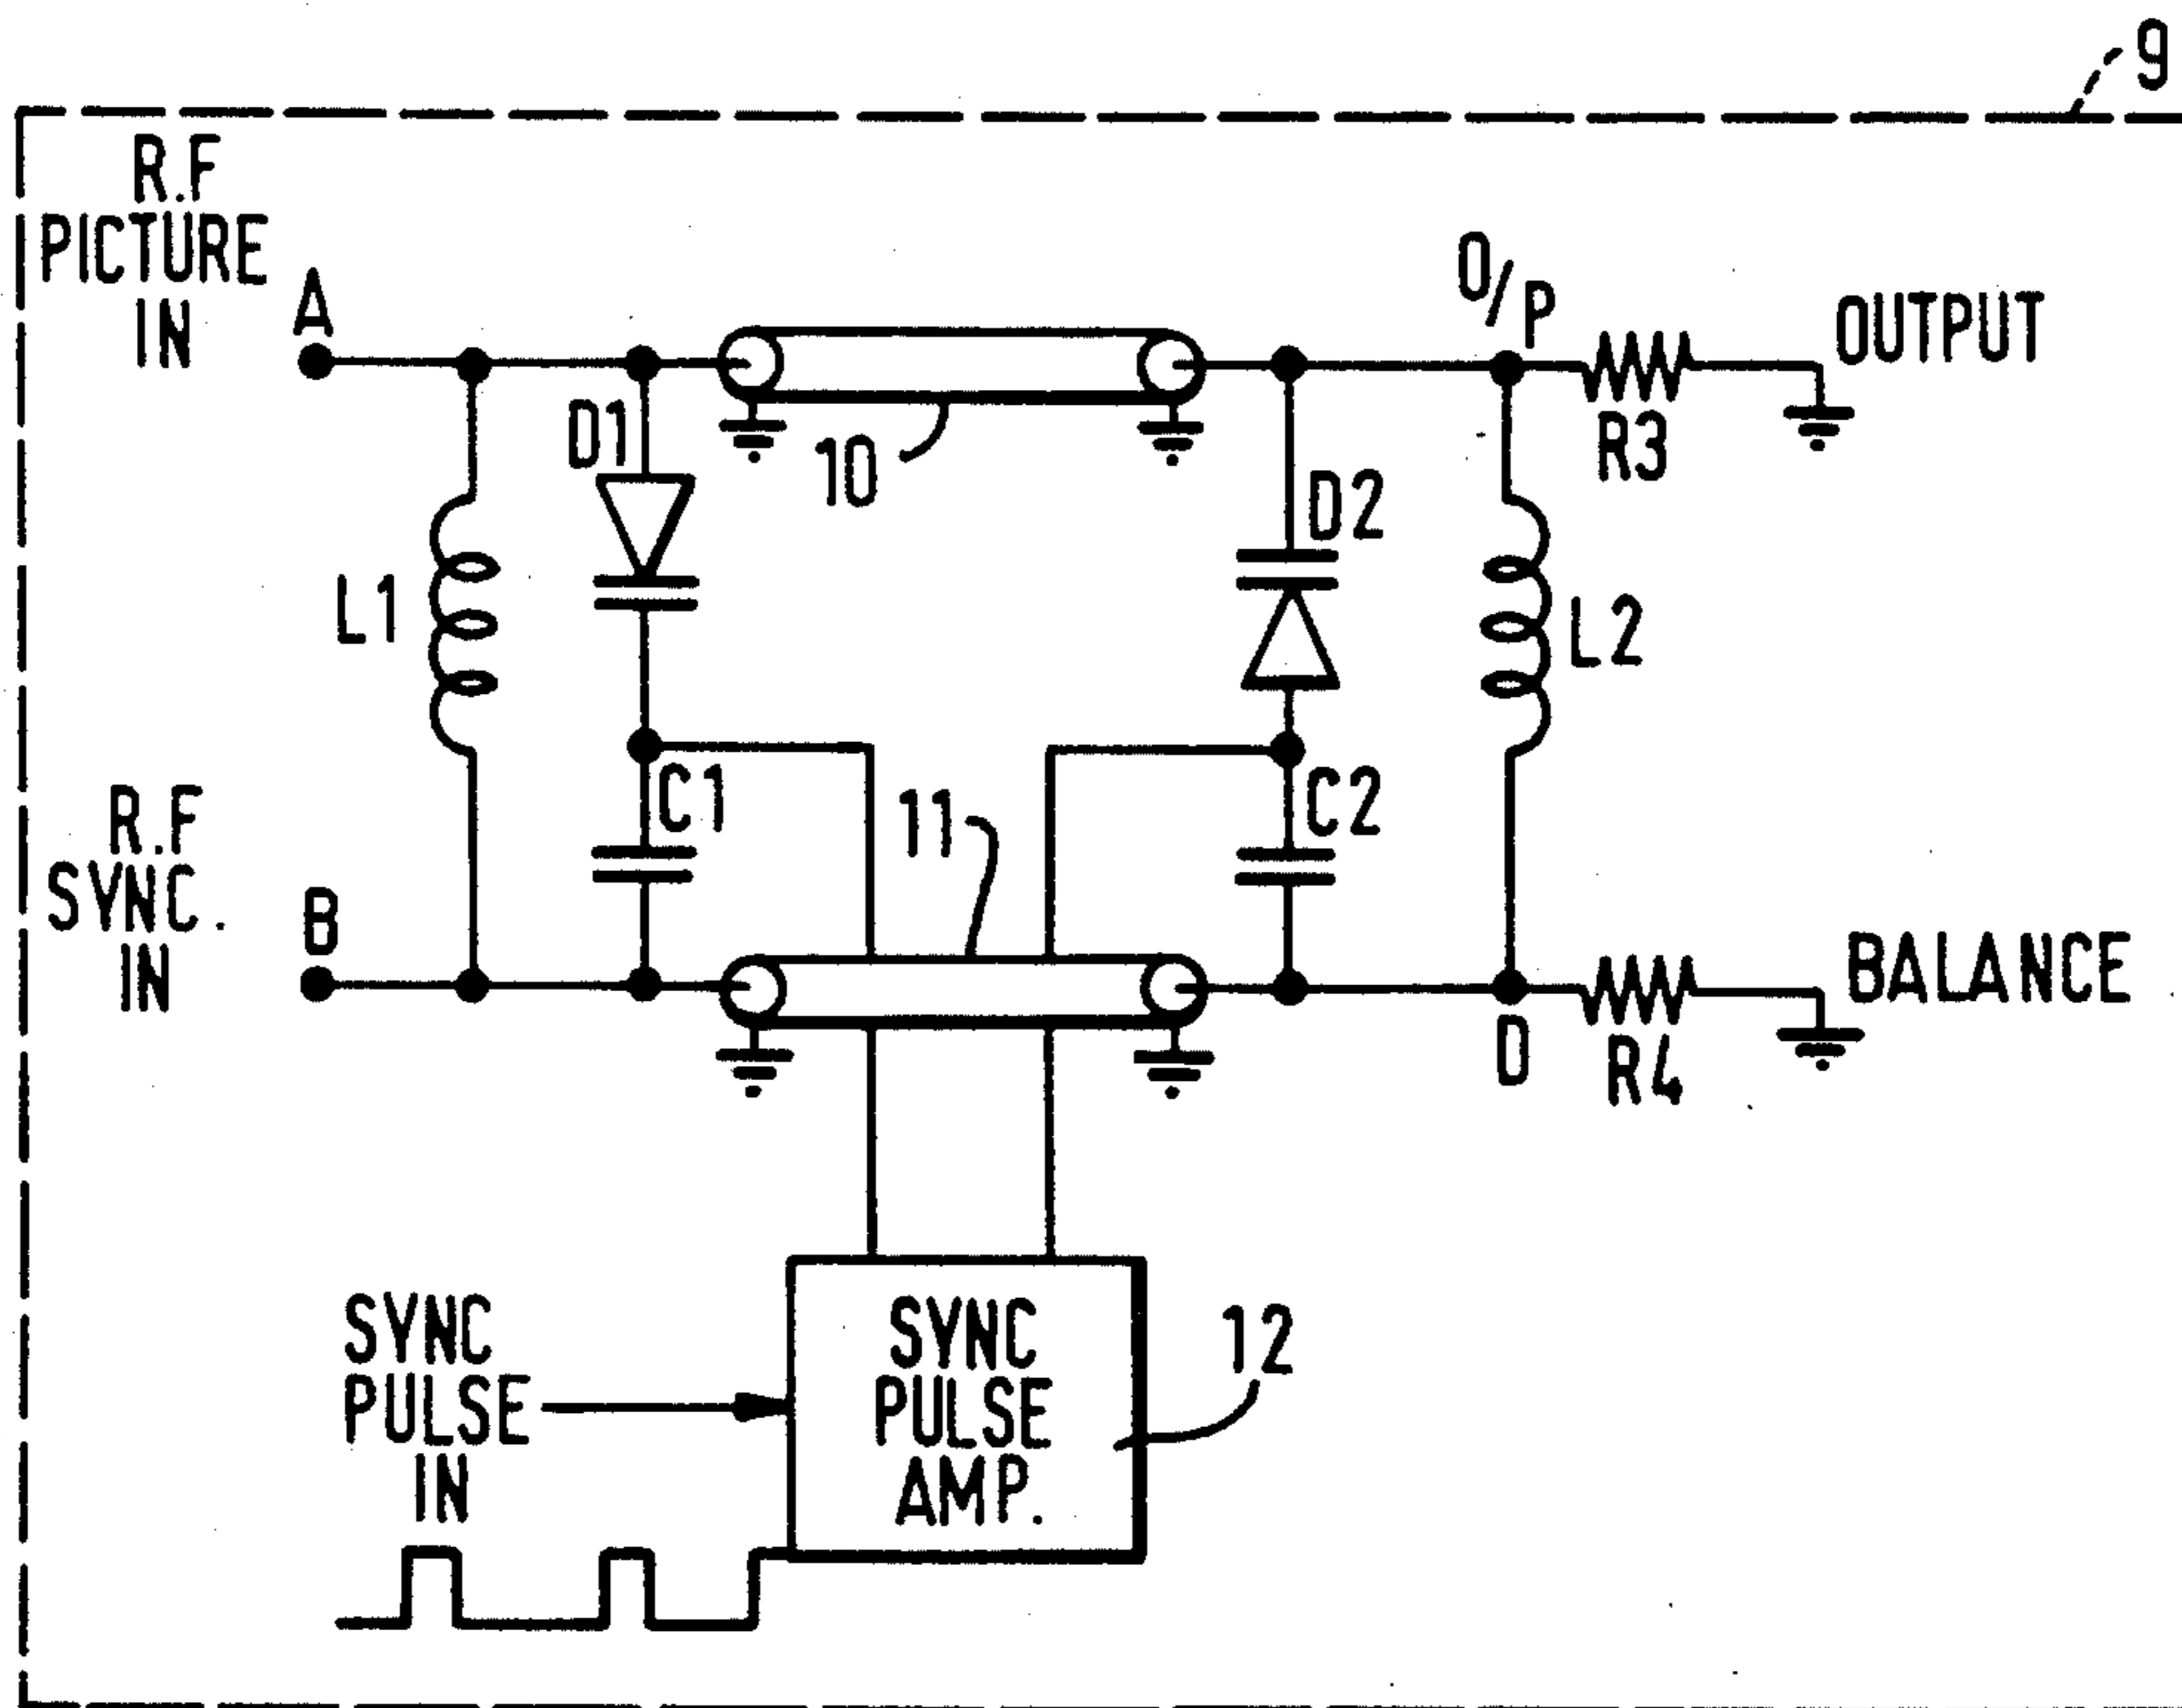 9
R.F
PICTURE
IN
A
O/P
OUTPUT
D1
10
R3
D2
L1
L2
C1
11
C2
R.F
SYNC.
IN
B
BALANCE
D
R4
SYNC
PULSE
IN
SYNC
PULSE
AMP.
12